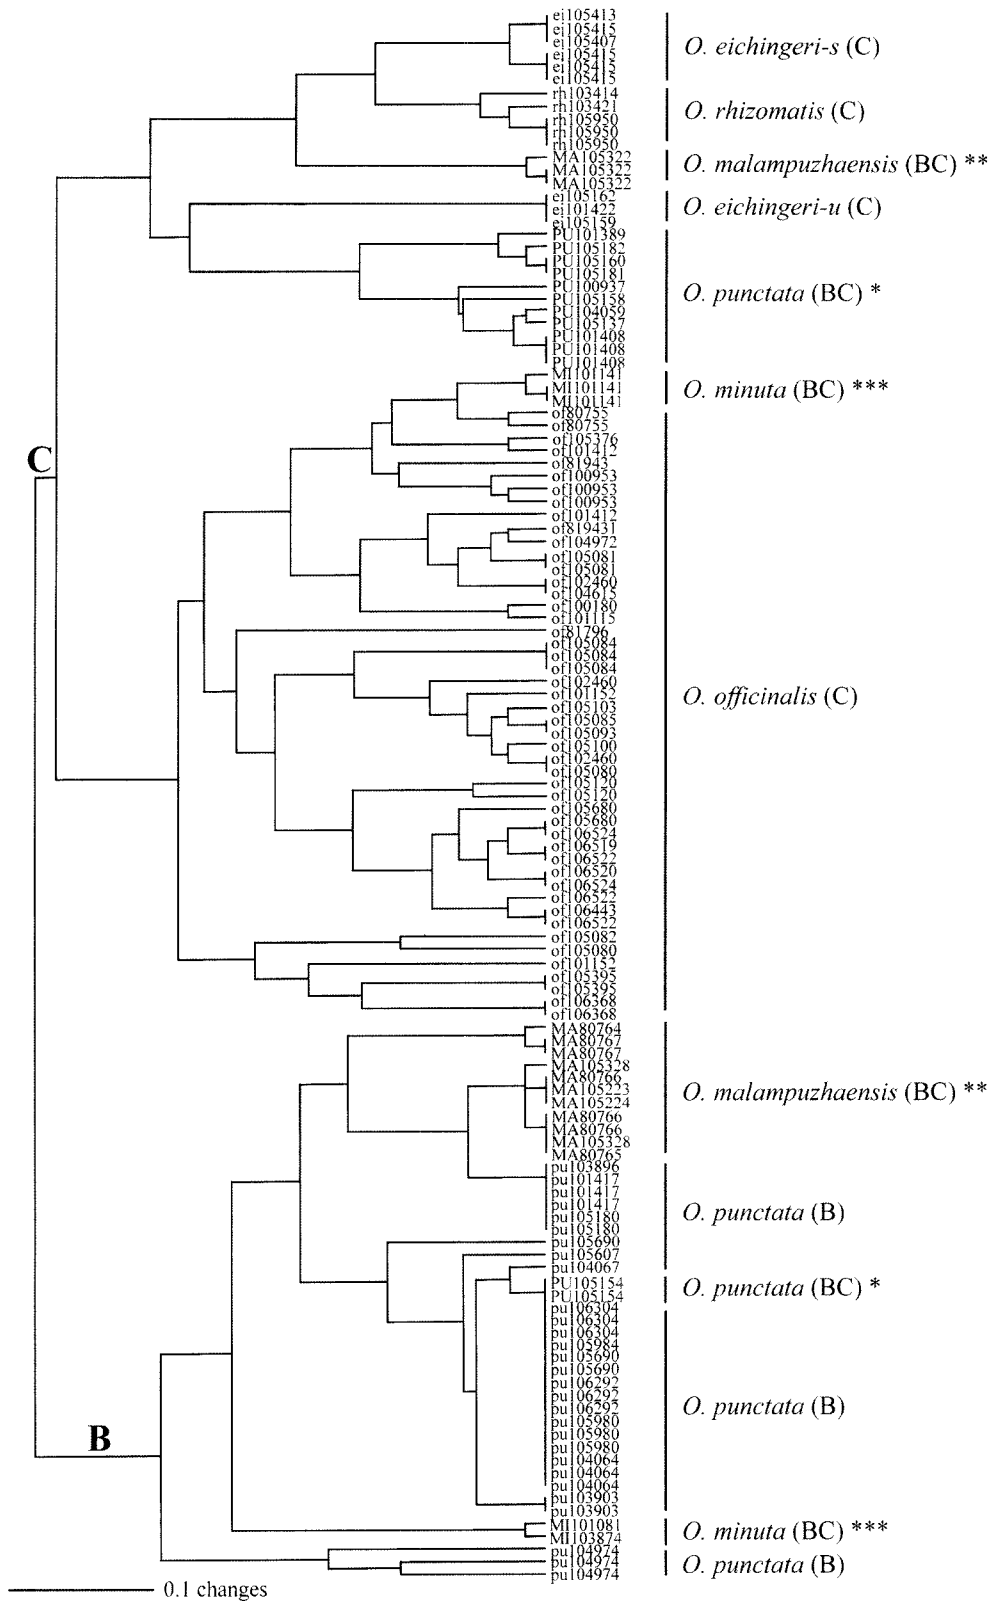 ei105413
ei105415
ei105407
ei105415
ei105415
ei105415
O. eichingeri-s (C)
rh103414
rh103421
rh105950
rh105950
rh105950
O. rhizomatis (C)
MA105322
MA105322
MA105322
O. malampuzhaensis (BC) **
ei105162
ei101422
ei105159
O. eichingeri-u (C)
PU101389
PU105182
PU105160
PU105181
PU100937
PU105158
PU104059
PU105137
PU101408
PU101408
PU101408
O. punctata (BC) *
MI101141
MI101141
MI101141
O. minuta (BC) ***
C
of80755
of80755
of105376
of101412
of81943
of100953
of100953
of100953
of101412
of819431
of104972
of105081
of105081
of102460
of104615
of100180
of101115
of81796
of105084
of105084
of105084
of102460
of101152
of105103
of105085
of105093
of105100
of102460
of105080
of105120
of105120
of105680
of105680
of106524
of106519
of106522
of106520
of106524
of106522
of106443
of106522
of105082
of105080
of101152
of105395
of105395
of106368
of106368
O. officinalis (C)
MA80764
MA80767
MA80767
MA105328
MA80766
MA105223
MA105224
MA80766
MA80766
MA105328
MA80765
O. malampuzhaensis (BC) **
pu103896
pu101417
pu101417
pu101417
pu105180
pu105180
pu105690
pu105607
pu104067
O. punctata (B)
PU105154
PU105154
O. punctata (BC) *
pu106304
pu106304
pu106304
pu105984
pu105690
pu105690
pu106292
pu106292
pu106292
pu105980
pu105980
pu105980
pu104064
pu104064
pu104064
pu103903
pu103903
O. punctata (B)
B
MI101081
MI103874
O. minuta (BC) ***
pu104974
pu104974
pu104974
O. punctata (B)
0.1 changes